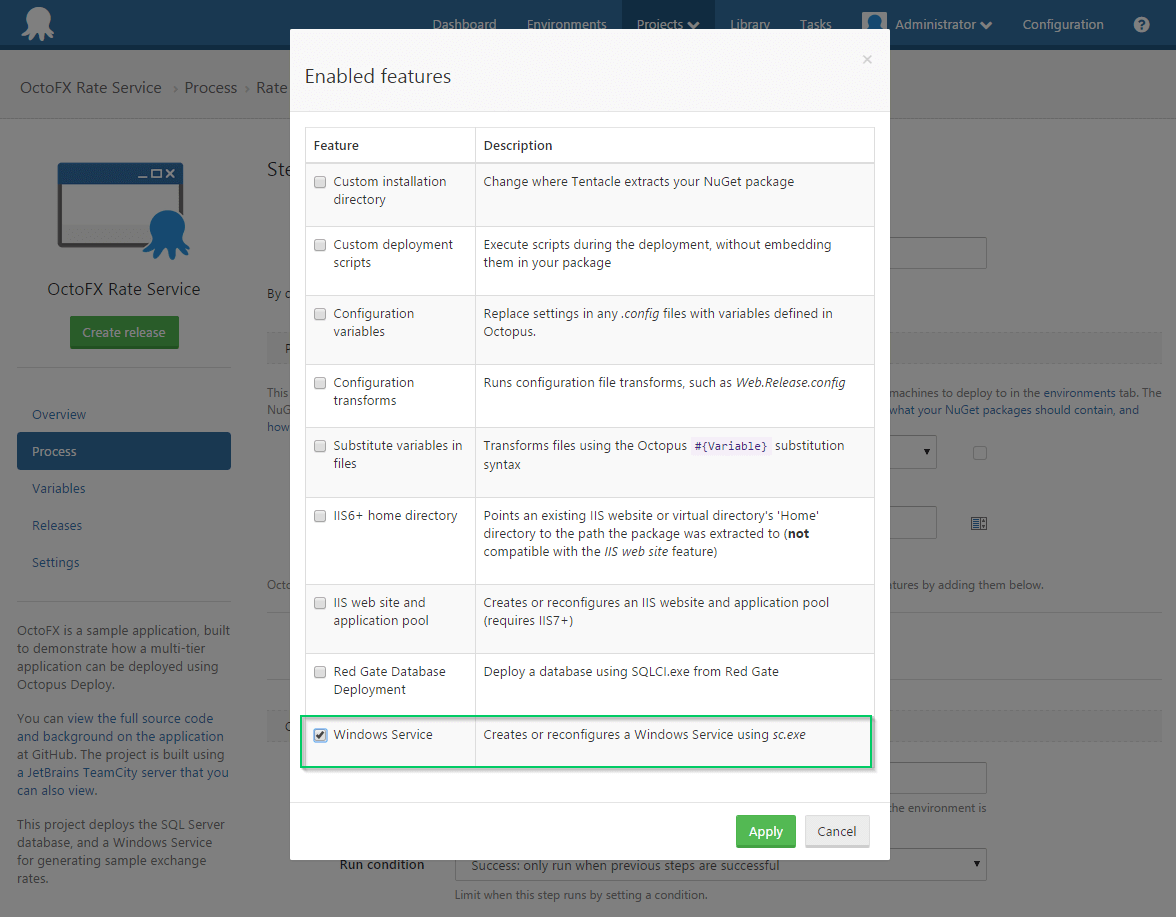 Dashboard Environments Projects Library Tasks Administrator Configuration ?
OctoFX Rate Service › Process › Rate
OctoFX Rate Service
Create release
Overview
Process
Variables
Releases
Settings
OctoFX is a sample application, built
to demonstrate how a multi-tier
application can be deployed using
Octopus Deploy.
You can view the full source code
and background on the application
at GitHub. The project is built using
a JetBrains TeamCity server that you
can also view.
This project deploys the SQL Server
database, and a Windows Service
for generating sample exchange
rates.
Enabled features
×
Feature Description
Custom installation
directory
Change where Tentacle extracts your NuGet package
Custom deployment
scripts
Execute scripts during the deployment, without embedding
them in your package
Configuration
variables
Replace settings in any .config files with variables defined in
Octopus.
Configuration
transforms
Runs configuration file transforms, such as Web.Release.config
Substitute variables in
files
Transforms files using the Octopus #{Variable} substitution
syntax
IIS6+ home directory
Points an existing IIS website or virtual directory's 'Home'
directory to the path the package was extracted to (not
compatible with the IIS web site feature)
IIS web site and
application pool
Creates or reconfigures an IIS website and application pool
(requires IIS7+)
Red Gate Database
Deployment
Deploy a database using SQLCI.exe from Red Gate
Windows Service
Creates or reconfigures a Windows Service using sc.exe
Apply Cancel
This
NuG
how
machines to deploy to in the environments tab. The
what your NuGet packages should contain, and
Octo
atures by adding them below.
the environment is
Run condition
Success: only run when previous steps are successful
Limit when this step runs by setting a condition.